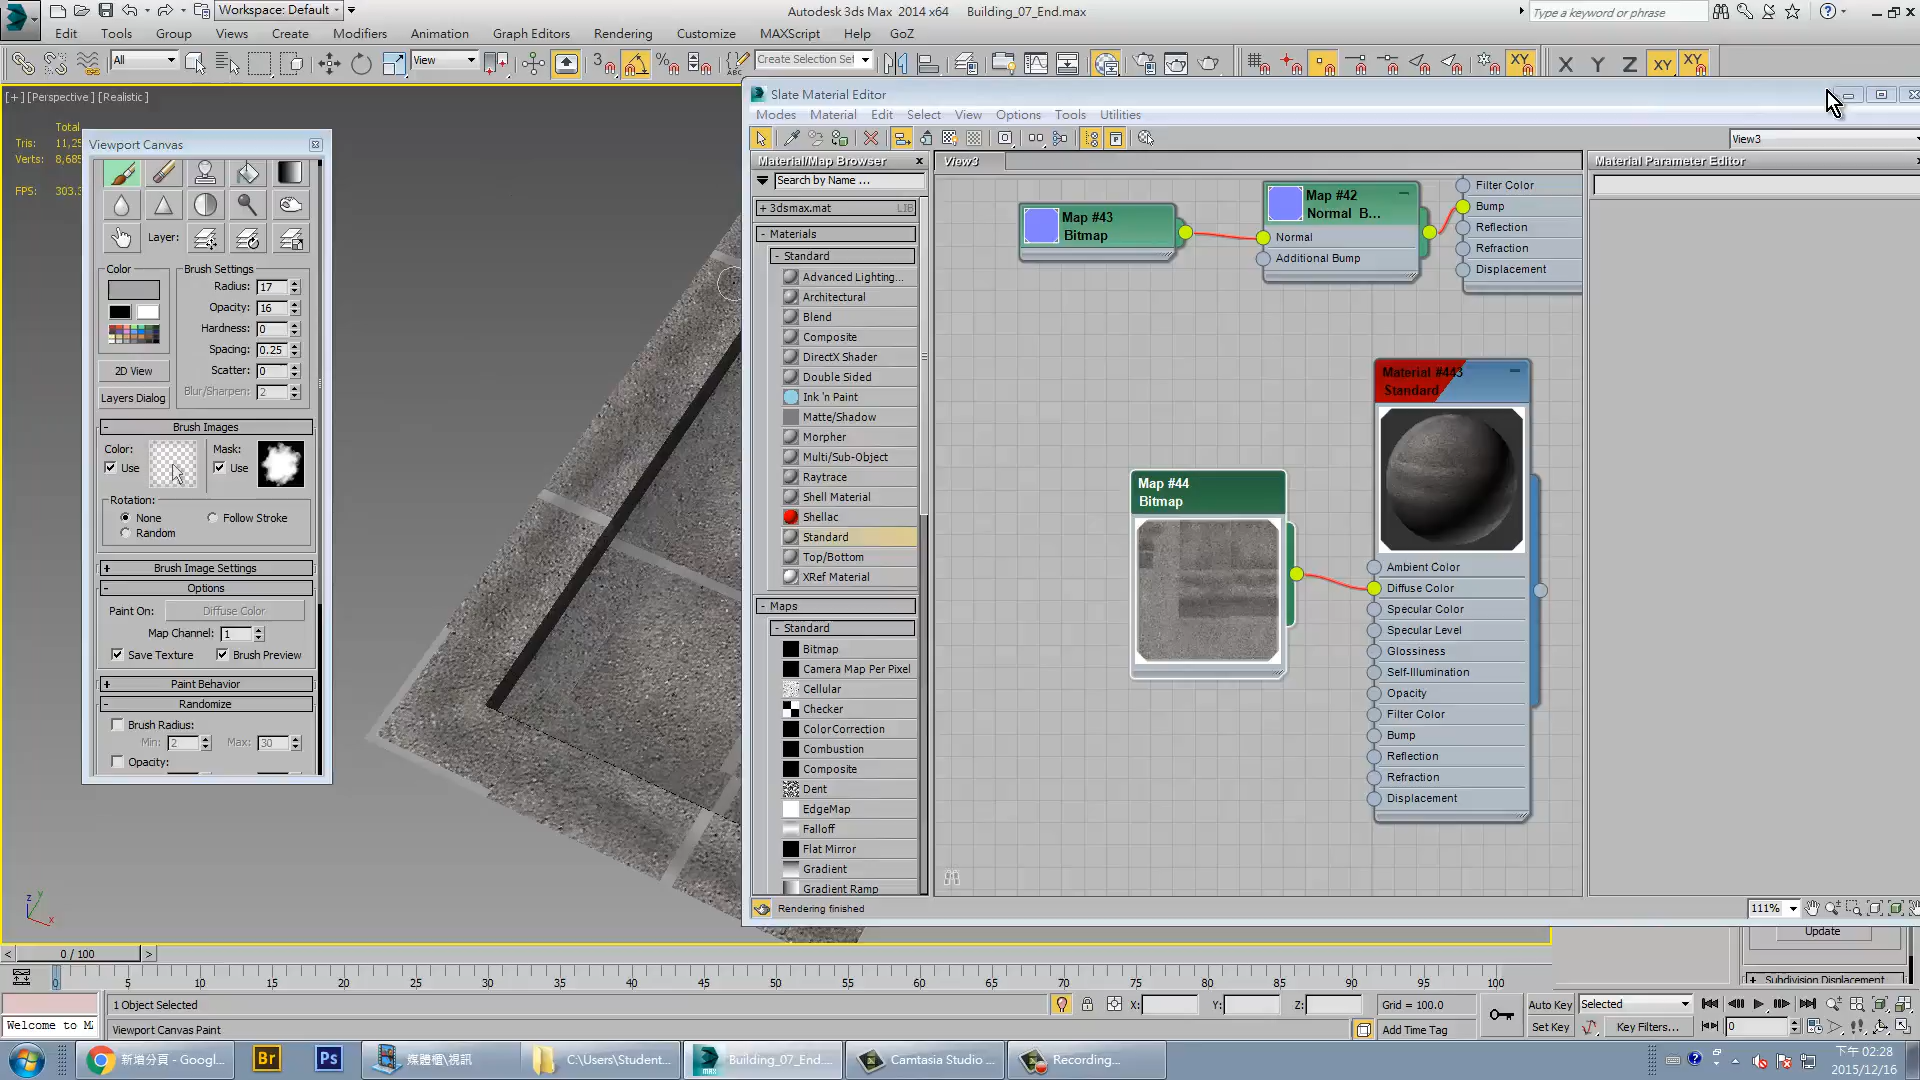 Workspace: Default
Autodesk 3ds Max 2014 x64 Building_07_End.max
Type a keyword or phrase
Edit Tools Group Views Create Modifiers Animation Graph Editors Rendering Customize MAXScript Help GoZ
All
View
Create Selection Set
X Y Z XY XY
[+] [Perspective] [Realistic]
Total
Tris: 11,25
Verts: 8,685
FPS: 303.3
Viewport Canvas
Layer:
Color
Brush Settings
Radius: 17
Opacity: 16
Hardness: 0
Spacing: 0.25
Scatter: 0
Blur/Sharpen: 2
2D View
Layers Dialog
- Brush Images
Color: Mask:
Use Use
Rotation:
None Follow Stroke
Random
+ Brush Image Settings
- Options
Paint On: Diffuse Color
Map Channel: 1
Save Texture Brush Preview
+ Paint Behavior
- Randomize
Brush Radius:
Min: 2 Max: 30
Opacity:
Slate Material Editor
Modes Material Edit Select View Options Tools Utilities
View3
Material/Map Browser x
Search by Name ...
+ 3dsmax.mat LIB
- Materials
- Standard
Advanced Lighting...
Architectural
Blend
Composite
DirectX Shader
Double Sided
Ink 'n Paint
Matte/Shadow
Morpher
Multi/Sub-Object
Raytrace
Shell Material
Shellac
Standard
Top/Bottom
XRef Material
- Maps
- Standard
Bitmap
Camera Map Per Pixel
Cellular
Checker
ColorCorrection
Combustion
Composite
Dent
EdgeMap
Falloff
Flat Mirror
Gradient
Gradient Ramp
View3
Map #43
Bitmap
Map #42
Normal B...
Normal
Additional Bump
Filter Color
Bump
Reflection
Refraction
Displacement
Map #44
Bitmap
Material #443
Standard
Ambient Color
Diffuse Color
Specular Color
Specular Level
Glossiness
Self-Illumination
Opacity
Filter Color
Bump
Reflection
Refraction
Displacement
Material Parameter Editor
Rendering finished
111%
Update
+ Subdivision Displacement
< 0 / 100 >
0 5 10 15 20 25 30 35 40 45 50 55 60 65 70 75 80 85 90 95 100
1 Object Selected
X: Y: Z: Grid = 100.0
Auto Key Selected
Welcome to MA
Viewport Canvas Paint
Add Time Tag
Set Key Key Filters...
0
新增分頁 - Googl...
Br
Ps
媒體櫃\視訊
C:\Users\Student...
Building_07_End....
Camtasia Studio ...
Recording...
下午 02:28
2015/12/16